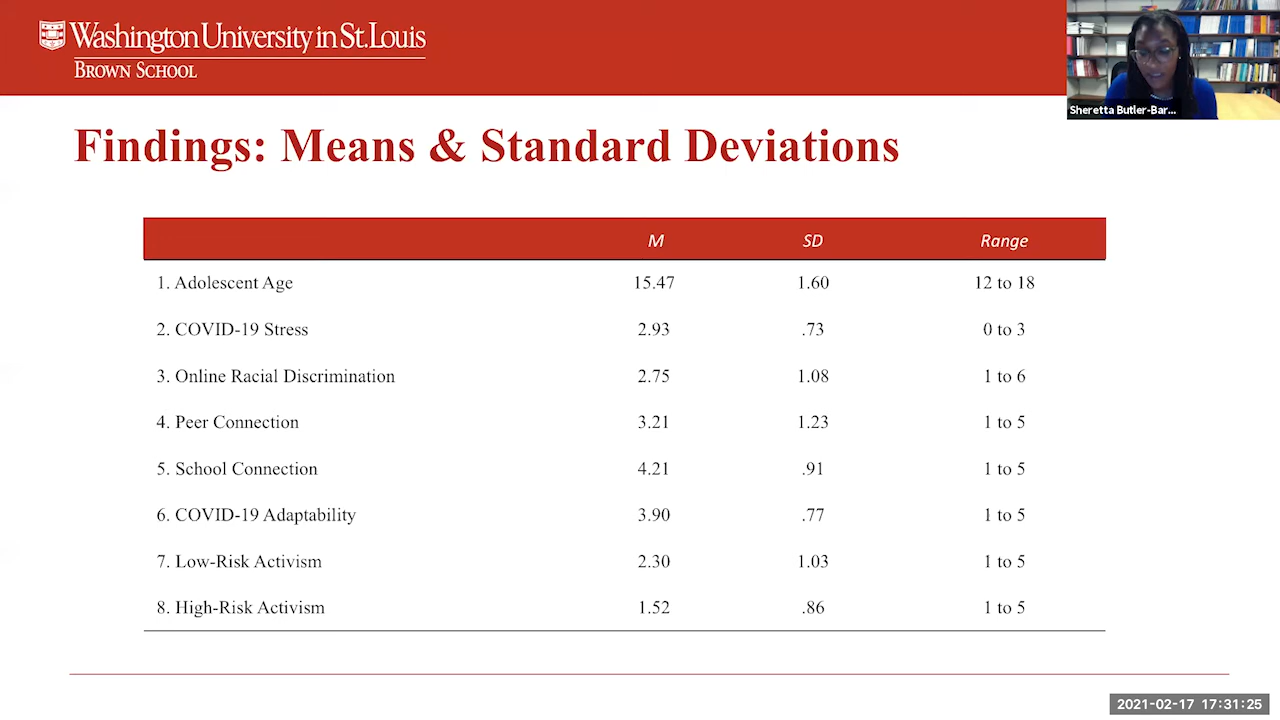 Washington University in St. Louis
BROWN SCHOOL
Sheretta Butler-Bar...
Findings: Means & Standard Deviations
M SD Range
1. Adolescent Age 15.47 1.60 12 to 18
2. COVID-19 Stress 2.93 .73 0 to 3
3. Online Racial Discrimination 2.75 1.08 1 to 6
4. Peer Connection 3.21 1.23 1 to 5
5. School Connection 4.21 .91 1 to 5
6. COVID-19 Adaptability 3.90 .77 1 to 5
7. Low-Risk Activism 2.30 1.03 1 to 5
8. High-Risk Activism 1.52 .86 1 to 5
2021-02-17 17:31:25